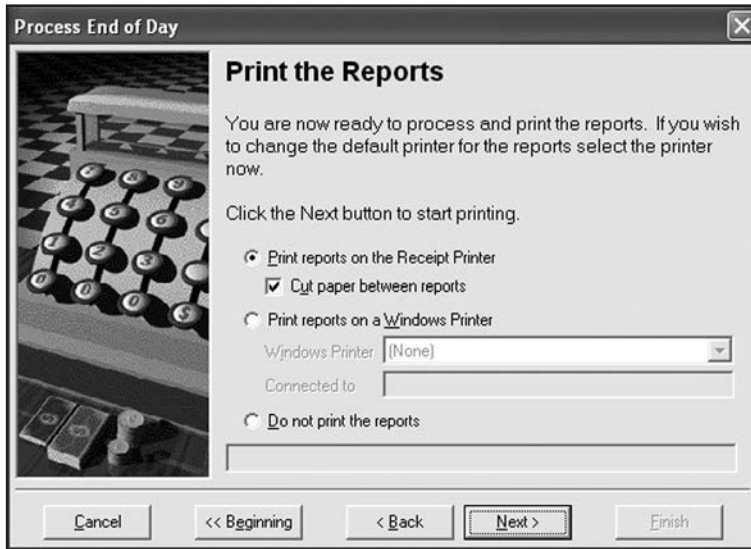 Process End of Day
Print the Reports
You are now ready to process and print the reports. If you wish
to change the default printer for the reports select the printer
now.
Click the Next button to start printing.
Print reports on the Receipt Printer
Cut paper between reports
Print reports on a Windows Printer
Windows Printer (None)
Connected to
Do not print the reports
Cancel << Beginning < Back Next > Finish